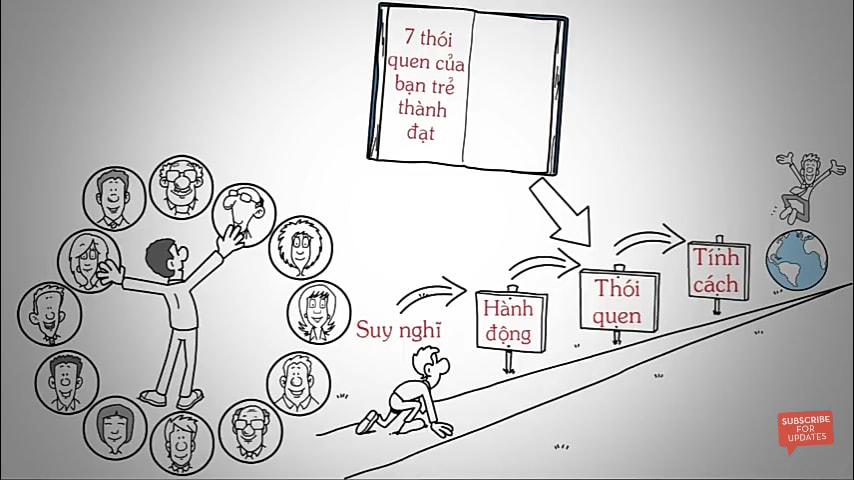 7 thói
quen của
bạn trẻ
thành
đạt
Suy nghĩ
Hành
động
Thói
quen
Tính
cách
SUBSCRIBE
FOR
UPDATES